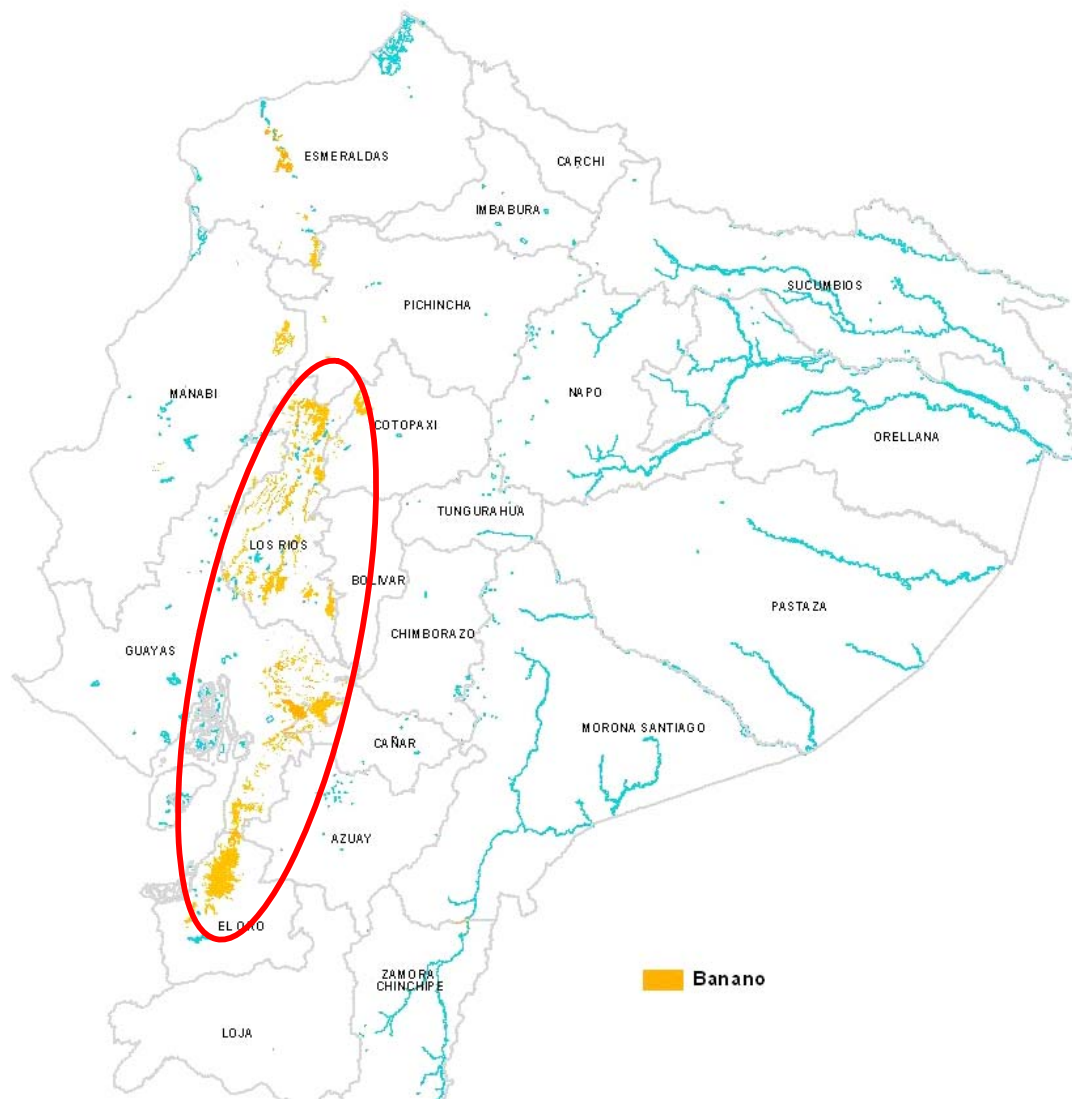 ESMERALDAS
CARCHI
IMBABURA
SUCUMBIOS
PICHINCHA
MANABI
NAPO
COTOPAXI
ORELLANA
TUNGURAHUA
LOS RIOS
BOLIVAR
PASTAZA
CHIMBORAZO
GUAYAS
MORONA SANTIAGO
CAÑAR
AZUAY
EL ORO
ZAMORA
CHINCHIPE
Banano
LOJA